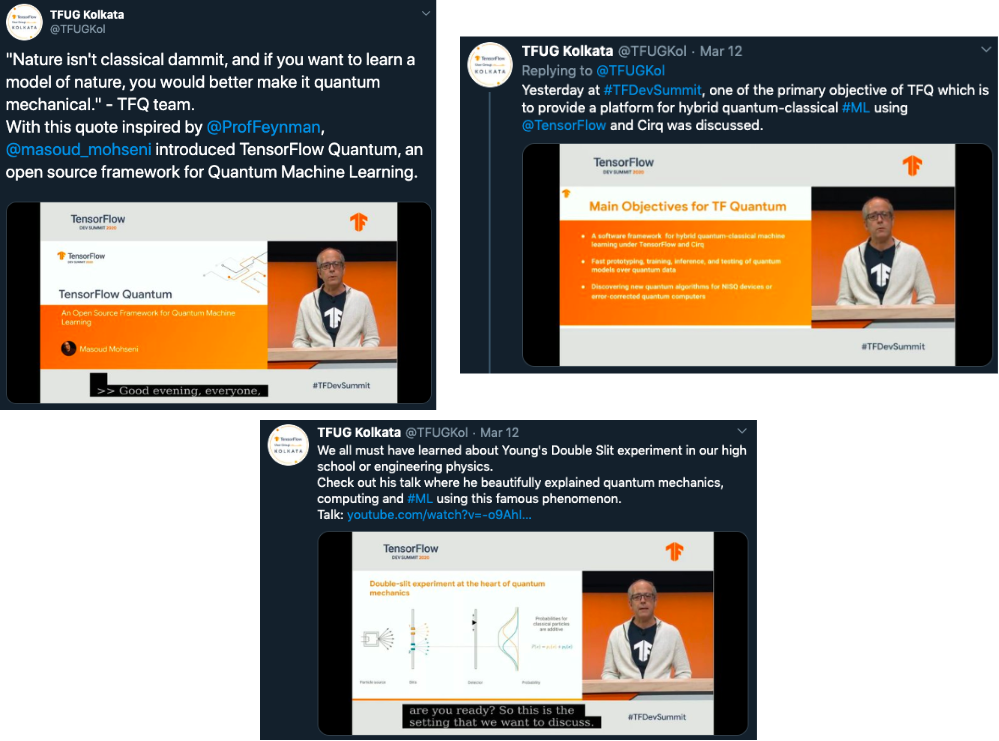 TFUG Kolkata
@TFUGKol
"Nature isn't classical dammit, and if you want to learn a
model of nature, you would better make it quantum
mechanical." - TFQ team.
With this quote inspired by @ProfFeynman,
@masoud_mohseni introduced TensorFlow Quantum, an
open source framework for Quantum Machine Learning.
TensorFlow
DEV SUMMIT 2020
TensorFlow
DEV SUMMIT 2020
TensorFlow Quantum
An Open Source Framework for Quantum Machine
Learning
Masoud Mohseni
>> Good evening, everyone,
#TFDevSummit
TFUG Kolkata @TFUGKol · Mar 12
Replying to @TFUGKol
Yesterday at #TFDevSummit, one of the primary objective of TFQ which is
to provide a platform for hybrid quantum-classical #ML using
@TensorFlow and Cirq was discussed.
TensorFlow
DEV SUMMIT 2020
Main Objectives for TF Quantum
• A software framework for hybrid quantum-classical machine
learning under TensorFlow and Cirq
• Fast prototyping, training, inference, and testing of quantum
models over quantum data
• Discovering new quantum algorithms for NISQ devices or
error-corrected quantum computers
#TFDevSummit
TFUG Kolkata @TFUGKol · Mar 12
We all must have learned about Young's Double Slit experiment in our high
school or engineering physics.
Check out his talk where he beautifully explained quantum mechanics,
computing and #ML using this famous phenomenon.
Talk: youtube.com/watch?v=-o9AhI...
TensorFlow
DEV SUMMIT 2020
Double-slit experiment at the heart of quantum
mechanics
Probabilities for
classical particles
are additive
Particle source
Slits
Detector
Probability
are you ready? So this is the
setting that we want to discuss.
#TFDevSummit